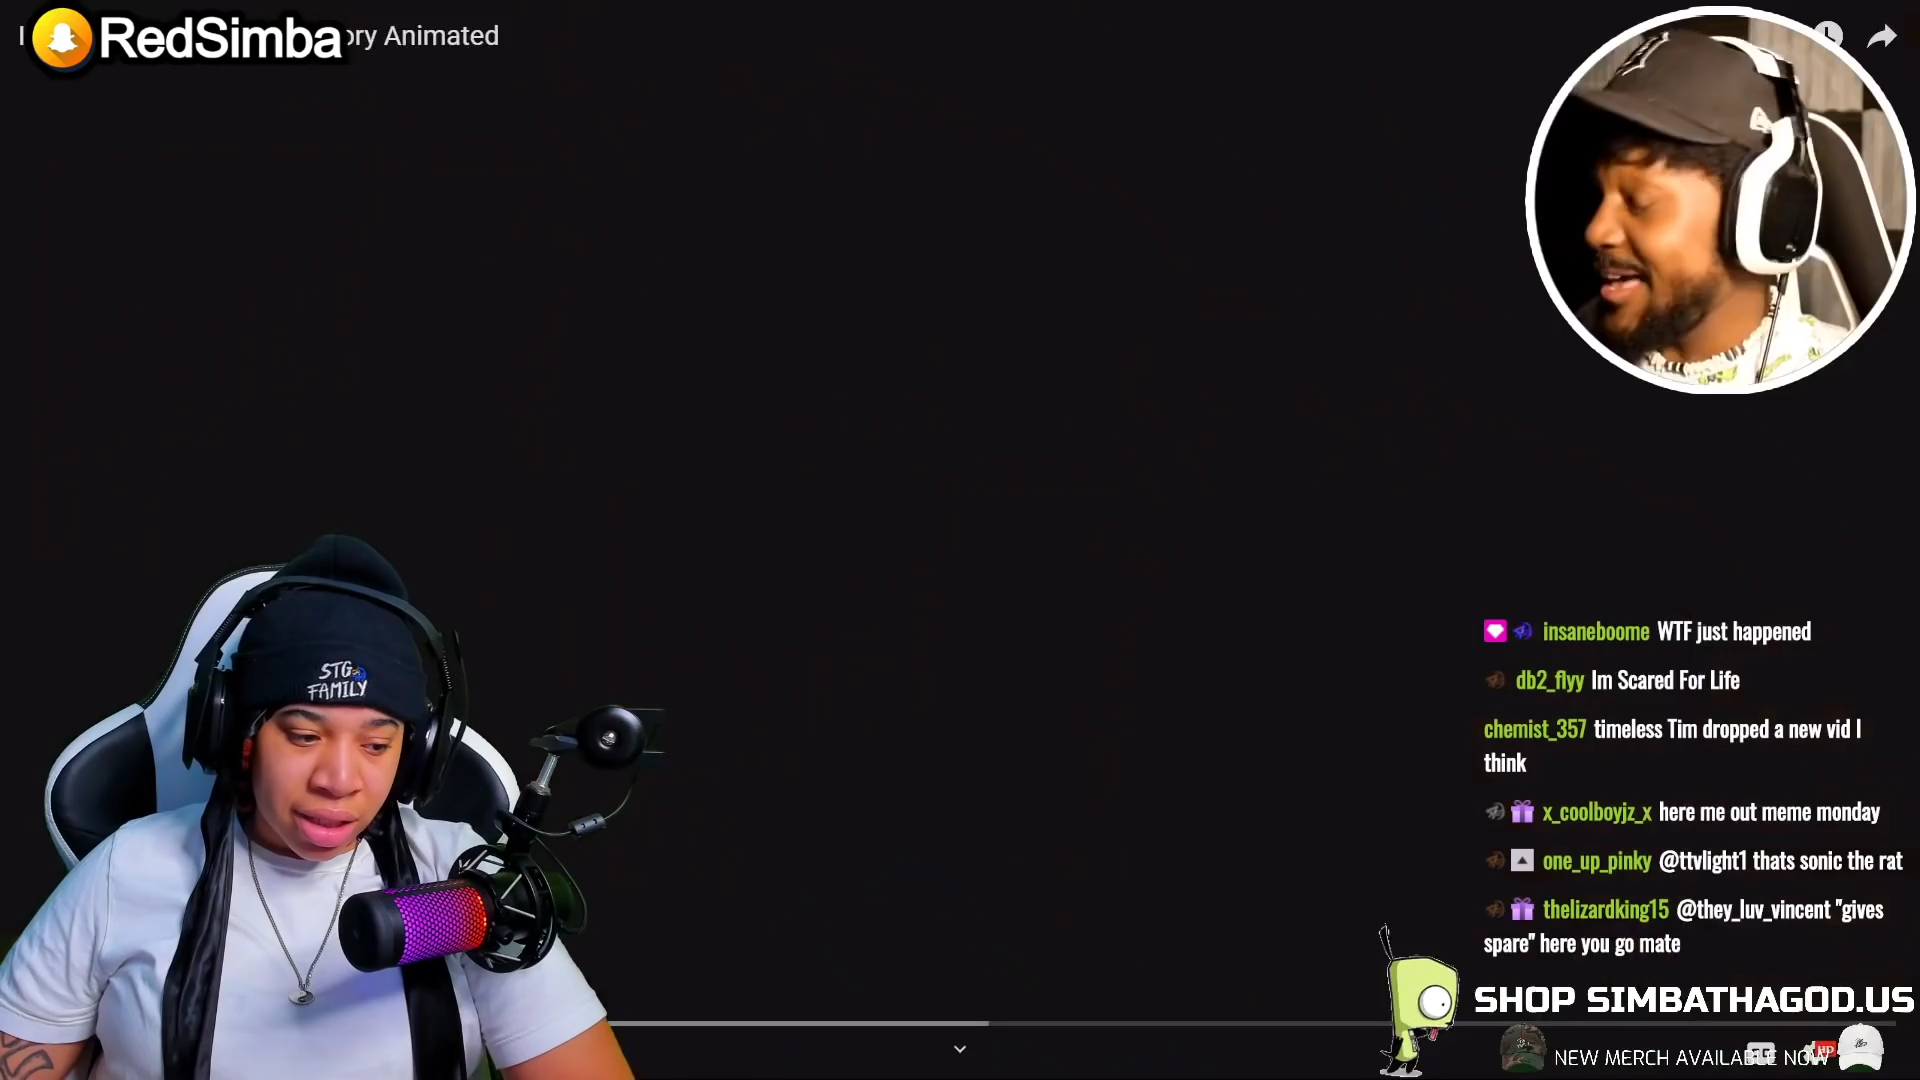 RedSimba
ory Animated
STG
FAMILY
insaneboome WTF just happened
db2_flyy Im Scared For Life
chemist_357 timeless Tim dropped a new vid I
think
x_coolboyjz_x here me out meme monday
one_up_pinky @ttvlight1 thats sonic the rat
thelizardking15 @they_luv_vincent "gives
spare" here you go mate
SHOP SIMBATHAGOD.US
NEW MERCH AVAILABLE NOW
HD